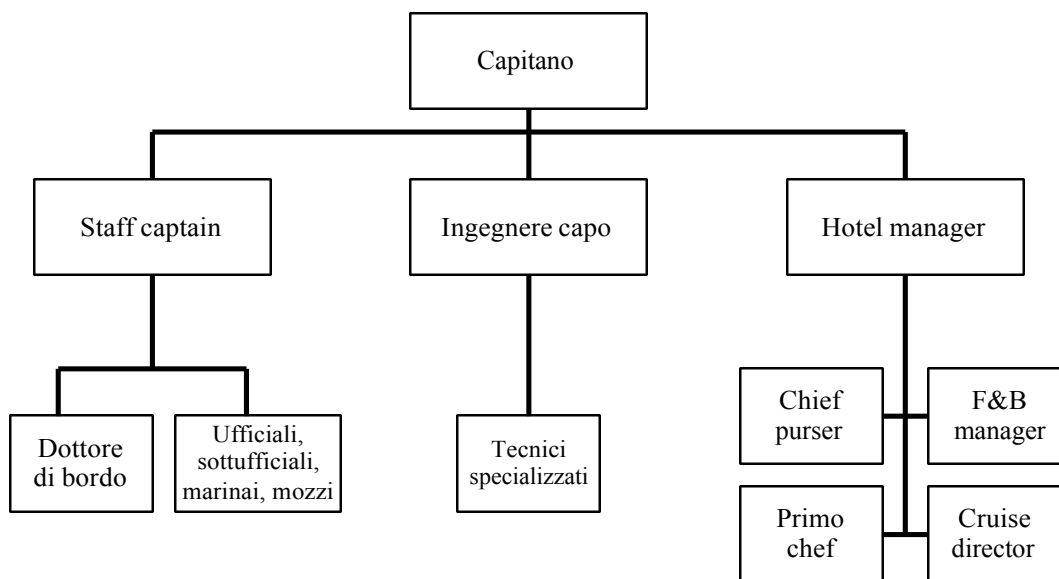 Capitano
Staff captain
Ingegnere capo
Hotel manager
Dottore
di bordo
Ufficiali,
sottufficiali,
marinai, mozzi
Tecnici
specializzati
Chief
purser
F&B
manager
Primo
chef
Cruise
director